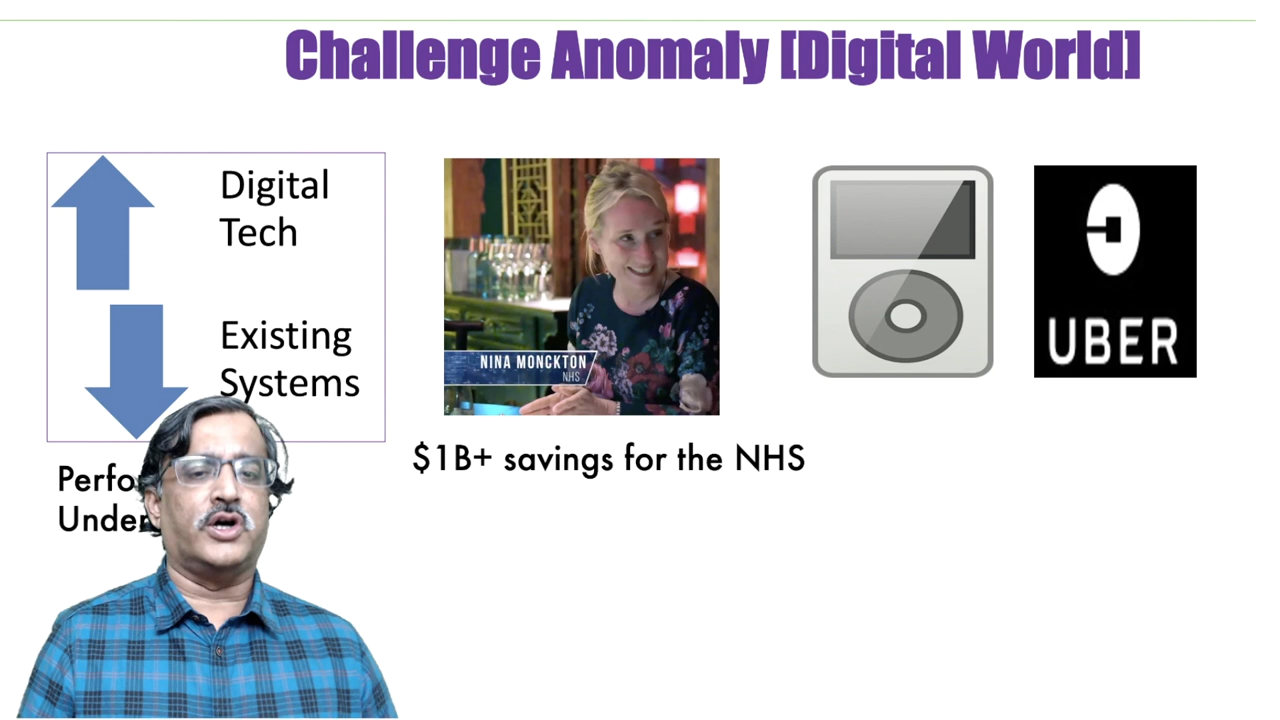 Challenge Anomaly [Digital World]
Digital
Tech
Existing
Systems
NINA MONCKTON
NHS
UBER
$1B+ savings for the NHS